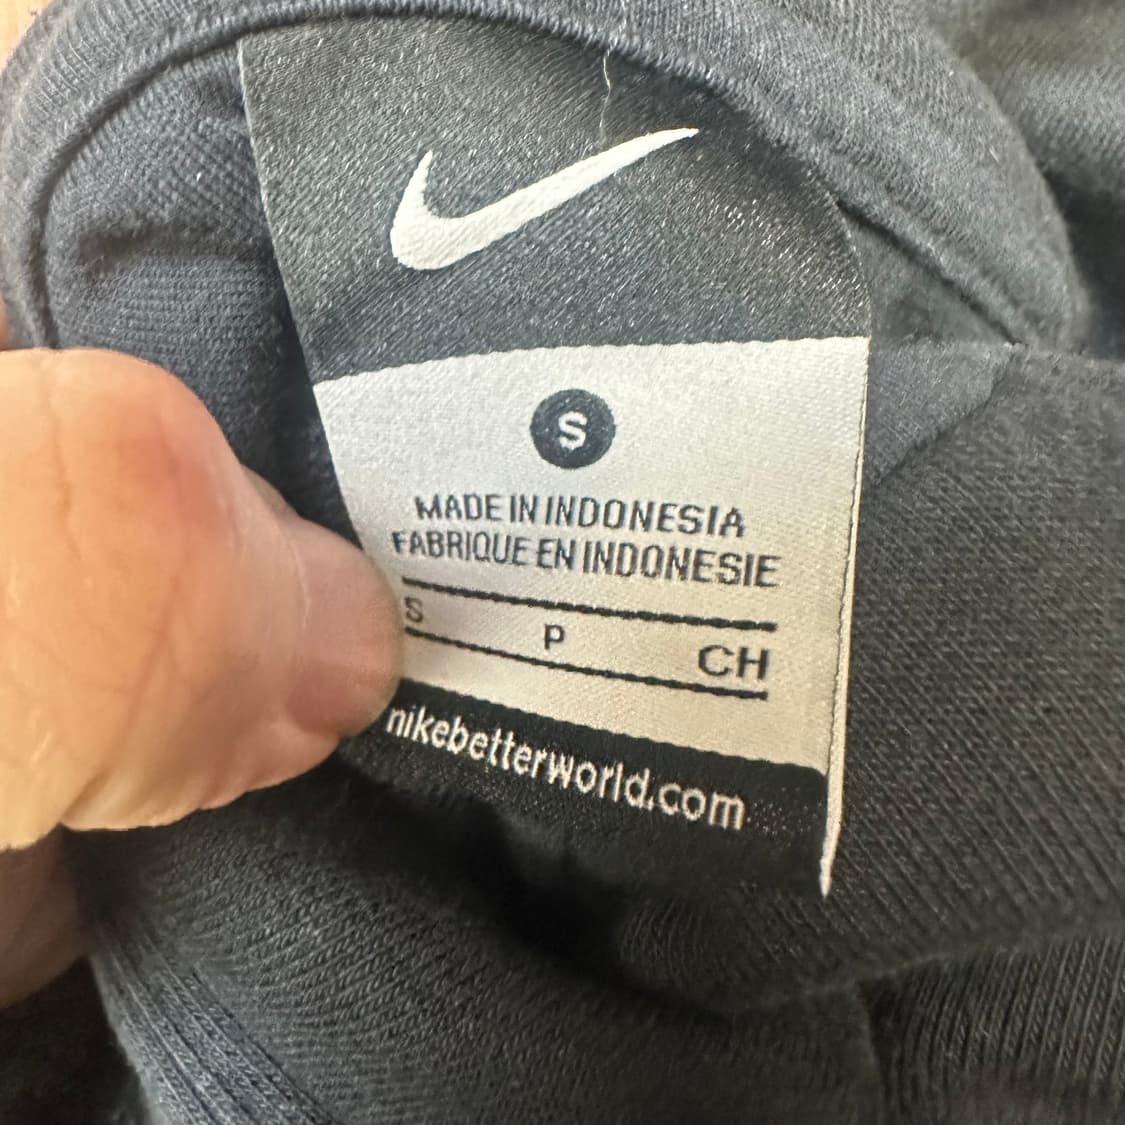 S
MADE IN INDONESIA
FABRIQUE EN INDONESIE
S P CH
nikebetterworld.com